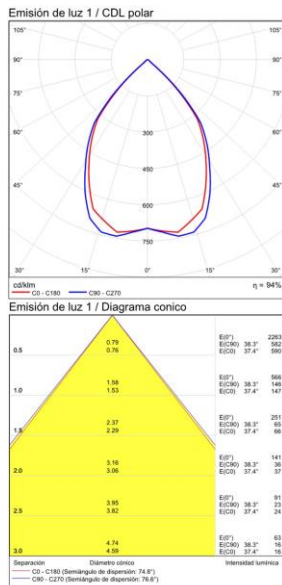 Emisión de luz 1 / CDL polar
105° 105°
90° 90°
75° 75°
60° 60°
300
45° 450 45°
600
750
30° 15° 0° 15° 30°
cd/klm η = 94%
C0 - C180 C90 - C270
Emisión de luz 1 / Diagrama conico
0.5 0.79 0.76 E(0°) 2263
E(C90) 38.3° 582
E(C0) 37.4° 590
1.0 1.58 1.53 E(0°) 566
E(C90) 38.3° 146
E(C0) 37.4° 147
1.5 2.37 2.29 E(0°) 251
E(C90) 38.3° 65
E(C0) 37.4° 66
2.0 3.16 3.06 E(0°) 141
E(C90) 38.3° 36
E(C0) 37.4° 37
2.5 3.95 3.82 E(0°) 91
E(C90) 38.3° 23
E(C0) 37.4° 24
3.0 4.74 4.59 E(0°) 63
E(C90) 38.3° 16
E(C0) 37.4° 16
Separación Diámetro cónico Intensidad lumínica
C0 - C180 (Semiángulo de dispersión: 74.8°)
C90 - C270 (Semiángulo de dispersión: 76.6°)